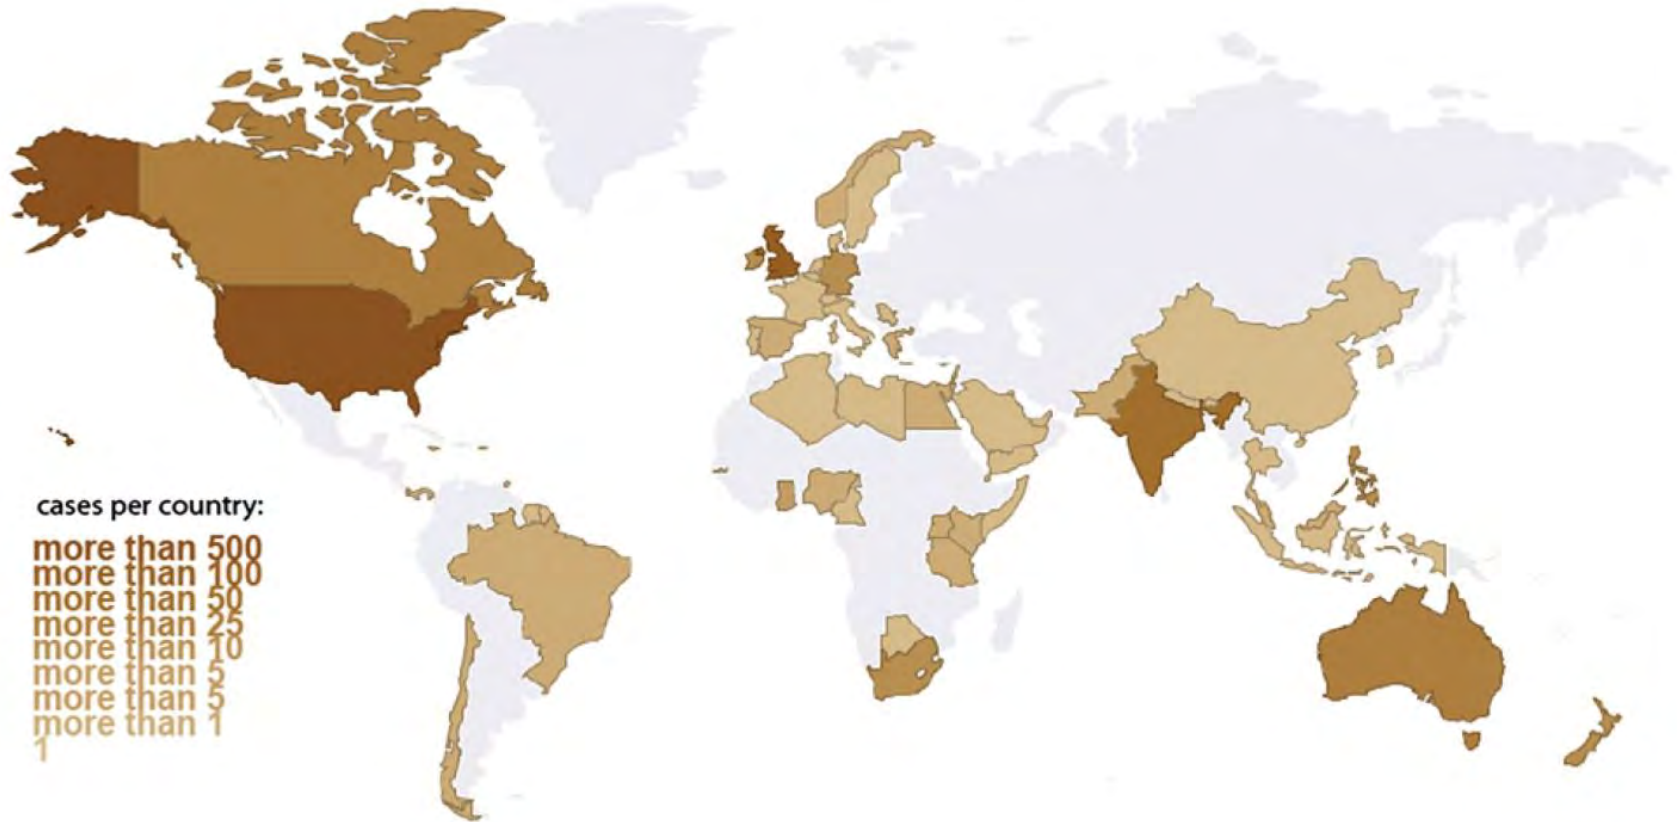 cases per country:
more than 500
more than 100
more than 50
more than 25
more than 10
more than 5
more than 5
more than 1
1